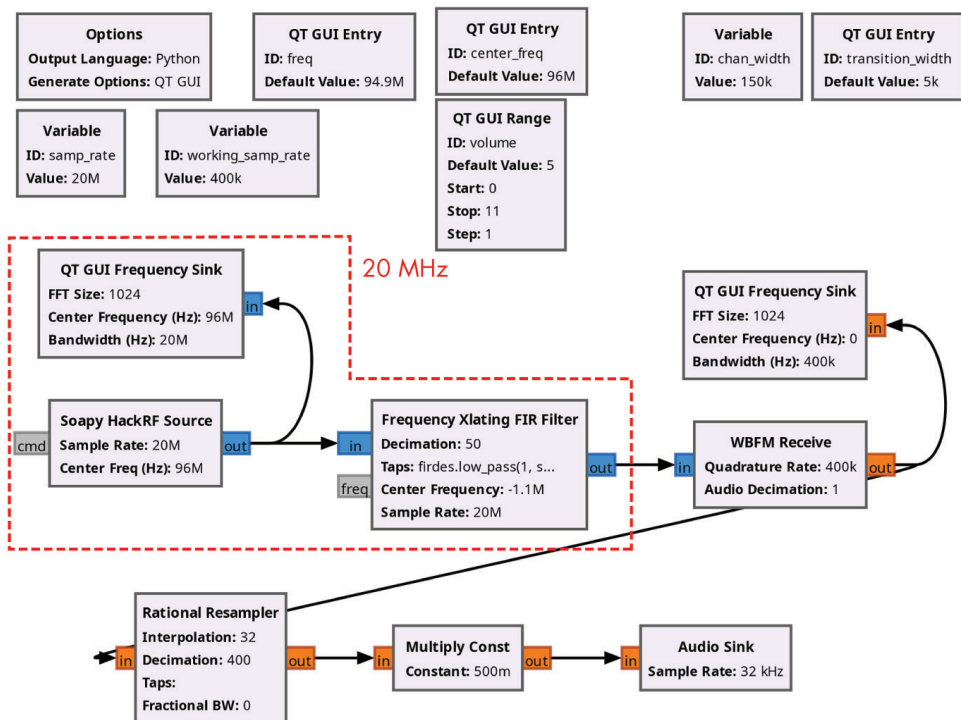 Options
Output Language: Python
Generate Options: QT GUI
QT GUI Entry
ID: freq
Default Value: 94.9M
QT GUI Entry
ID: center_freq
Default Value: 96M
Variable
ID: chan_width
Value: 150k
QT GUI Entry
ID: transition_width
Default Value: 5k
Variable
ID: samp_rate
Value: 20M
Variable
ID: working_samp_rate
Value: 400k
QT GUI Range
ID: volume
Default Value: 5
Start: 0
Stop: 11
Step: 1
20 MHz
QT GUI Frequency Sink
FFT Size: 1024
Center Frequency (Hz): 96M
Bandwidth (Hz): 20M
in
QT GUI Frequency Sink
FFT Size: 1024
Center Frequency (Hz): 0
Bandwidth (Hz): 400k
in
cmd
Soapy HackRF Source
Sample Rate: 20M
Center Freq (Hz): 96M
out
in
freq
Frequency Xlating FIR Filter
Decimation: 50
Taps: firdes.low_pass(1, s...
Center Frequency: -1.1M
Sample Rate: 20M
out
in
WBFM Receive
Quadrature Rate: 400k
Audio Decimation: 1
out
in
Rational Resampler
Interpolation: 32
Decimation: 400
Taps:
Fractional BW: 0
out
in
Multiply Const
Constant: 500m
out
in
Audio Sink
Sample Rate: 32 kHz